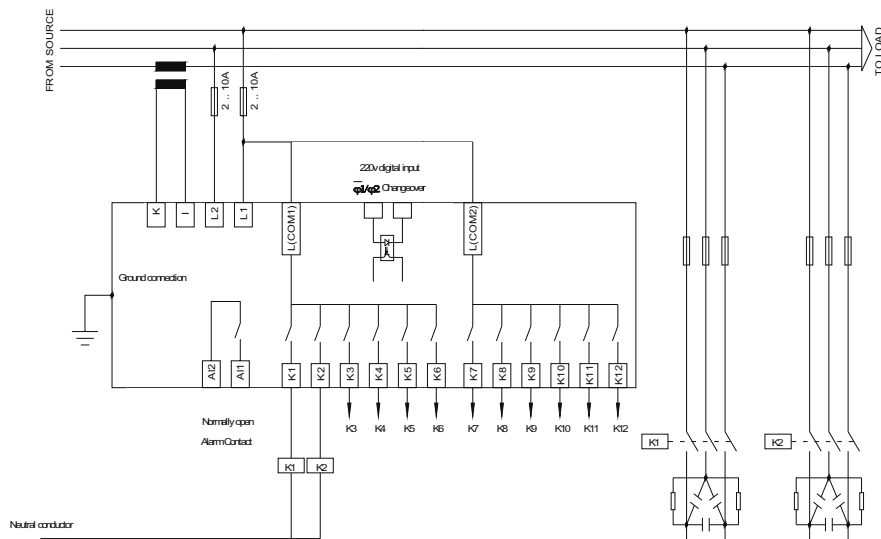 FROM SOURCE
TO LOAD
2 .. 10A
2 .. 10A
220v digital input
φ1/φ2 Changeover
K
I
L2
L1
L(COM1)
L(COM2)
Ground connection
Al2
Al1
K1
K2
K3
K4
K5
K6
K7
K8
K9
K10
K11
K12
Normally open
Alarm Contact
K3
K4
K5
K6
K7
K8
K9
K10
K11
K12
K1
K2
K1
K2
Neutral conductor